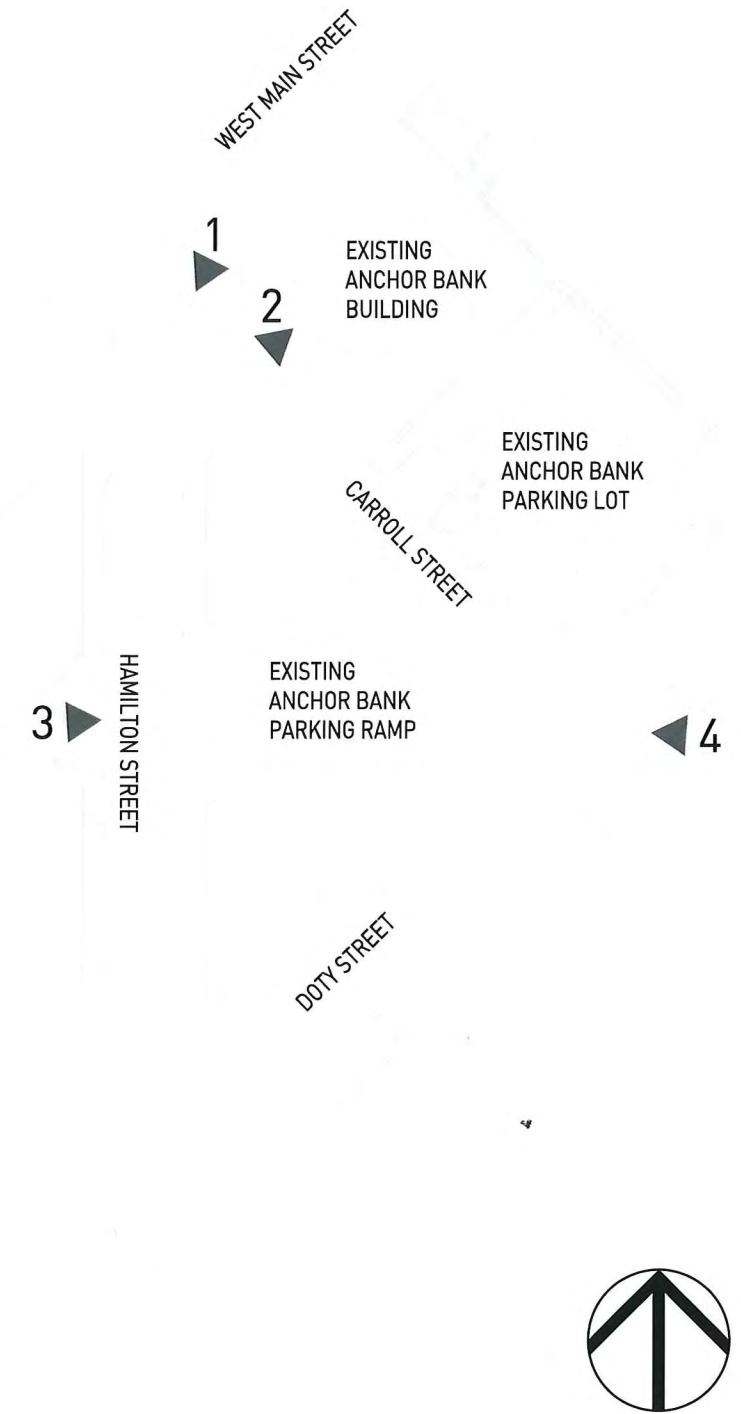 WEST MAIN STREET
1
2
EXISTING
ANCHOR BANK
BUILDING
EXISTING
ANCHOR BANK
PARKING LOT
CARROLL STREET
HAMILTON STREET
3
EXISTING
ANCHOR BANK
PARKING RAMP
4
DOTY STREET